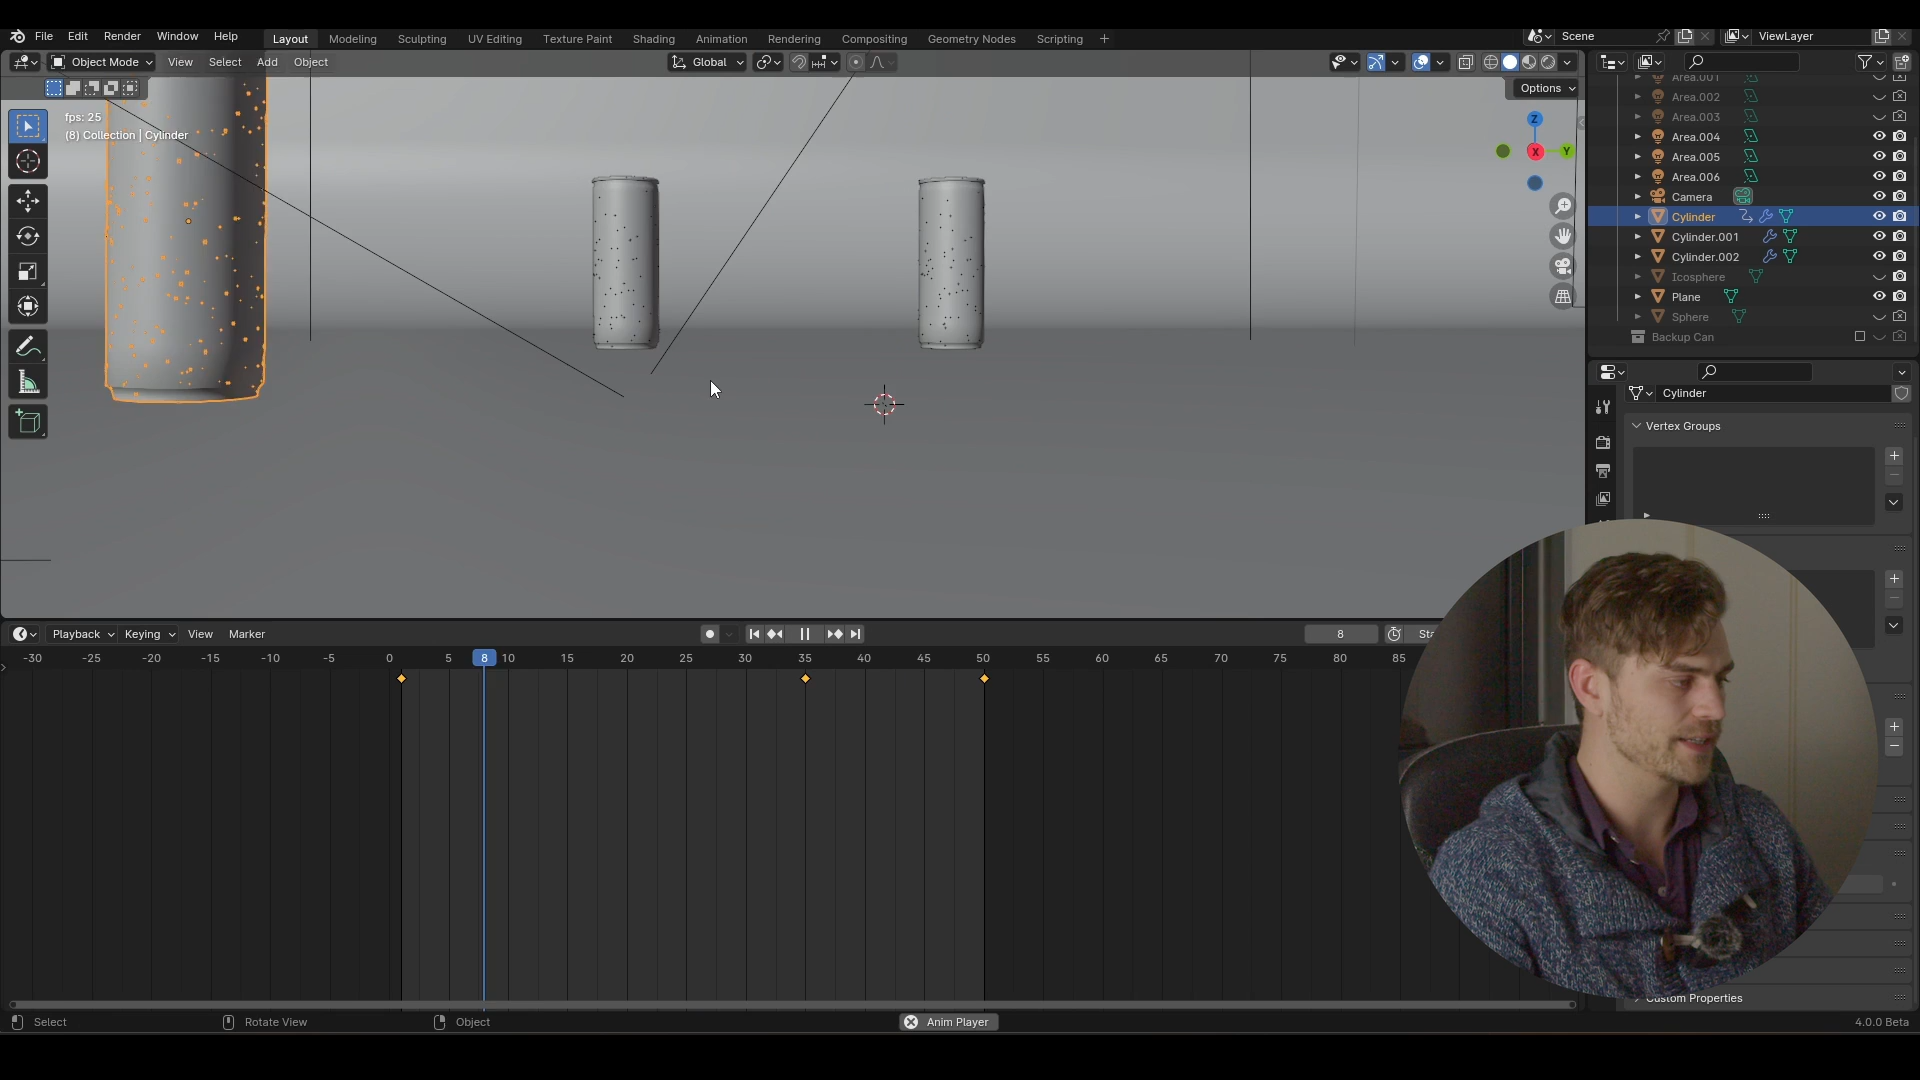 File Edit Render Window Help Layout Modeling Sculpting UV Editing Texture Paint Shading Animation Rendering Compositing Geometry Nodes Scripting + Scene ViewLayer
Object Mode View Select Add Object Global
Options
fps: 25
(8) Collection | Cylinder
Z
X
Y
Area.001
Area.002
Area.003
Area.004
Area.005
Area.006
Camera
Cylinder
Cylinder.001
Cylinder.002
Icosphere
Plane
Sphere
Backup Can
Cylinder
Vertex Groups
Playback Keying View Marker 8
-30 -25 -20 -15 -10 -5 0 5 8 10 15 20 25 30 35 40 45 50 55 60 65 70 75 80 85
Custom Properties
Select Rotate View Object Anim Player 4.0.0 Beta